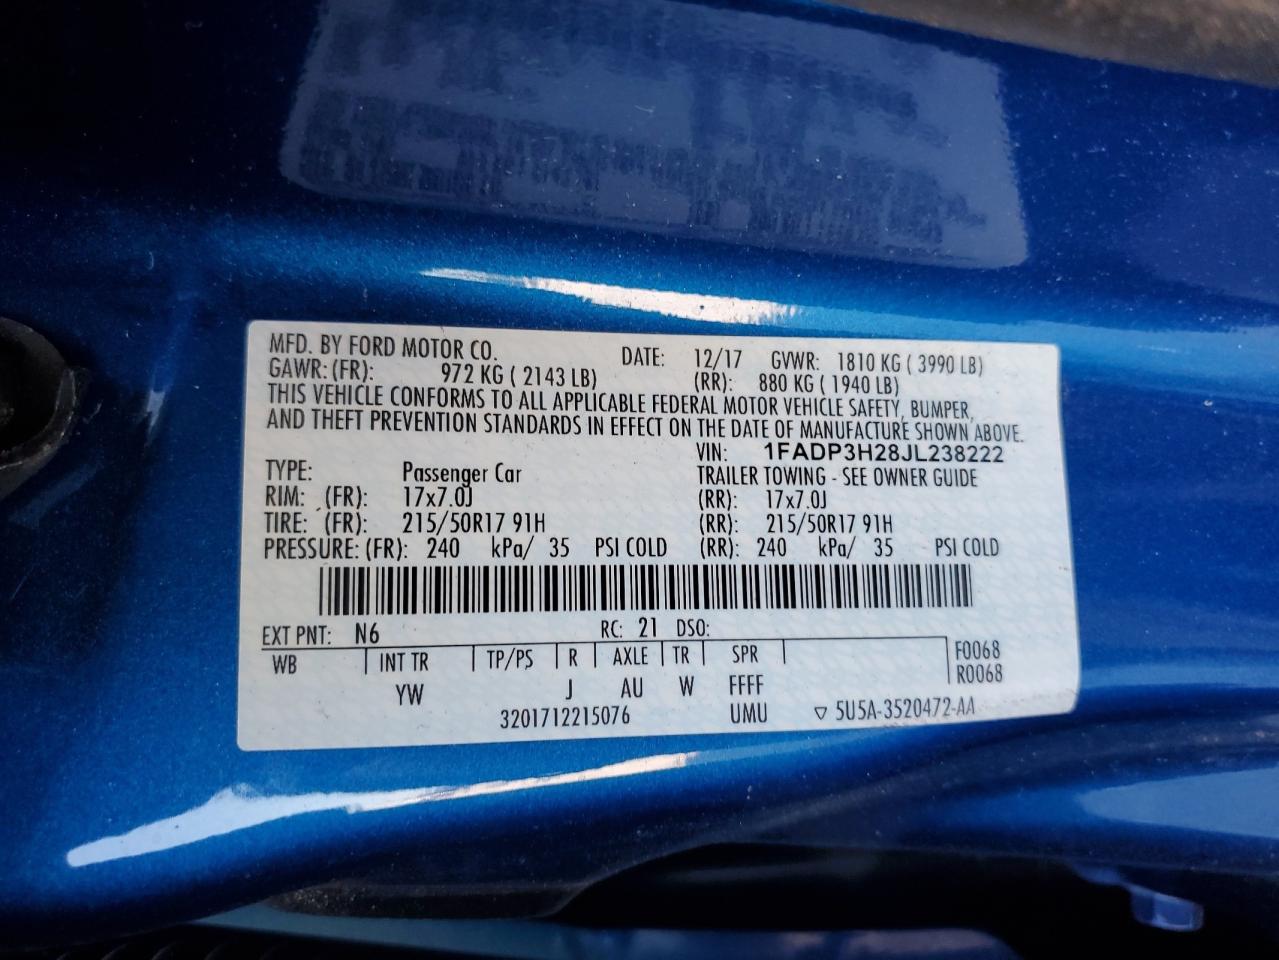 MFD. BY FORD MOTOR CO. DATE: 12/17 GVWR: 1810 KG ( 3990 LB)
GAWR: (FR): 972 KG ( 2143 LB) (RR): 880 KG ( 1940 LB)
THIS VEHICLE CONFORMS TO ALL APPLICABLE FEDERAL MOTOR VEHICLE SAFETY, BUMPER,
AND THEFT PREVENTION STANDARDS IN EFFECT ON THE DATE OF MANUFACTURE SHOWN ABOVE.
VIN: 1FADP3H28JL238222
TYPE: Passenger Car TRAILER TOWING - SEE OWNER GUIDE
RIM: (FR): 17x7.0J (RR): 17x7.0J
TIRE: (FR): 215/50R17 91H (RR): 215/50R17 91H
PRESSURE: (FR): 240 kPa/ 35 PSI COLD (RR): 240 kPa/ 35 PSI COLD
EXT PNT: N6 RC: 21 DSO:
WB INT TR TP/PS R AXLE TR SPR F0068
R0068
YW J AU W FFFF
3201712215076 UMU ▽ 5U5A-3520472-AA